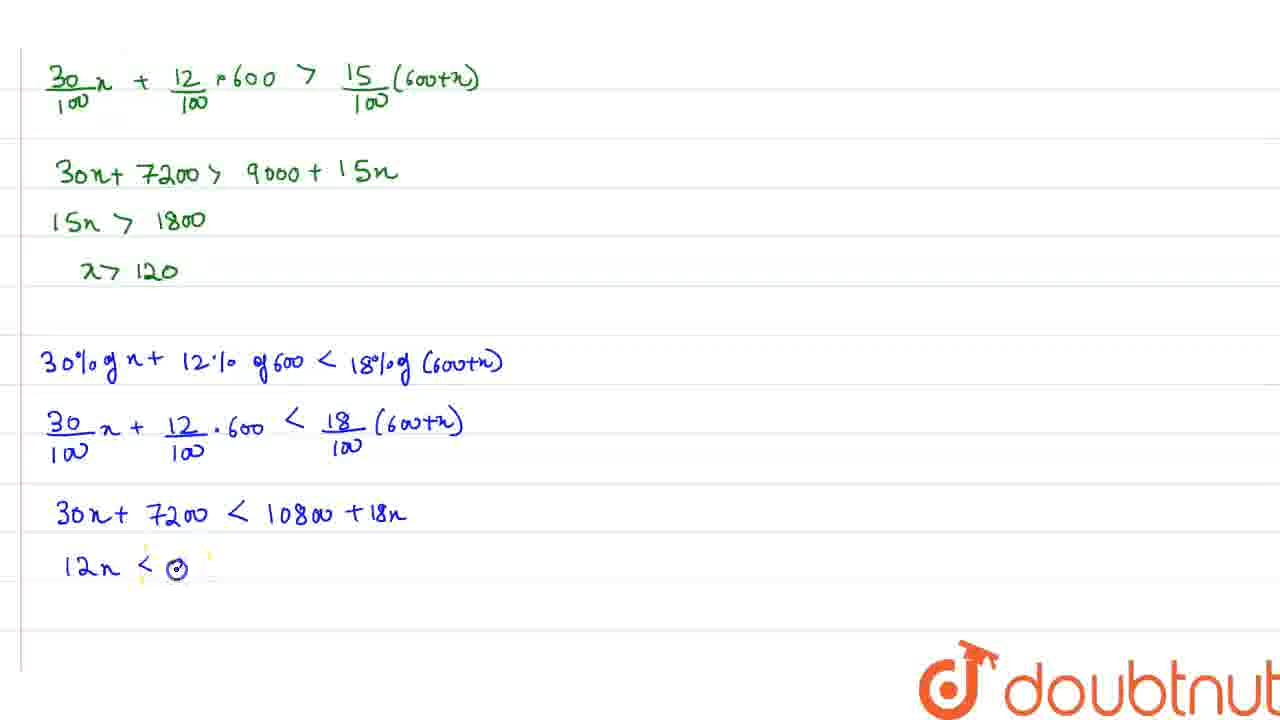 30/100 x + 12/100 · 600 > 15/100 (600+x)
30x + 7200 > 9000 + 15x
15x > 1800
x > 120
30% of x + 12% of 600 < 18% of (600+x)
30/100 x + 12/100 · 600 < 18/100 (600+x)
30x + 7200 < 10800 + 18x
12x <
doubtnut